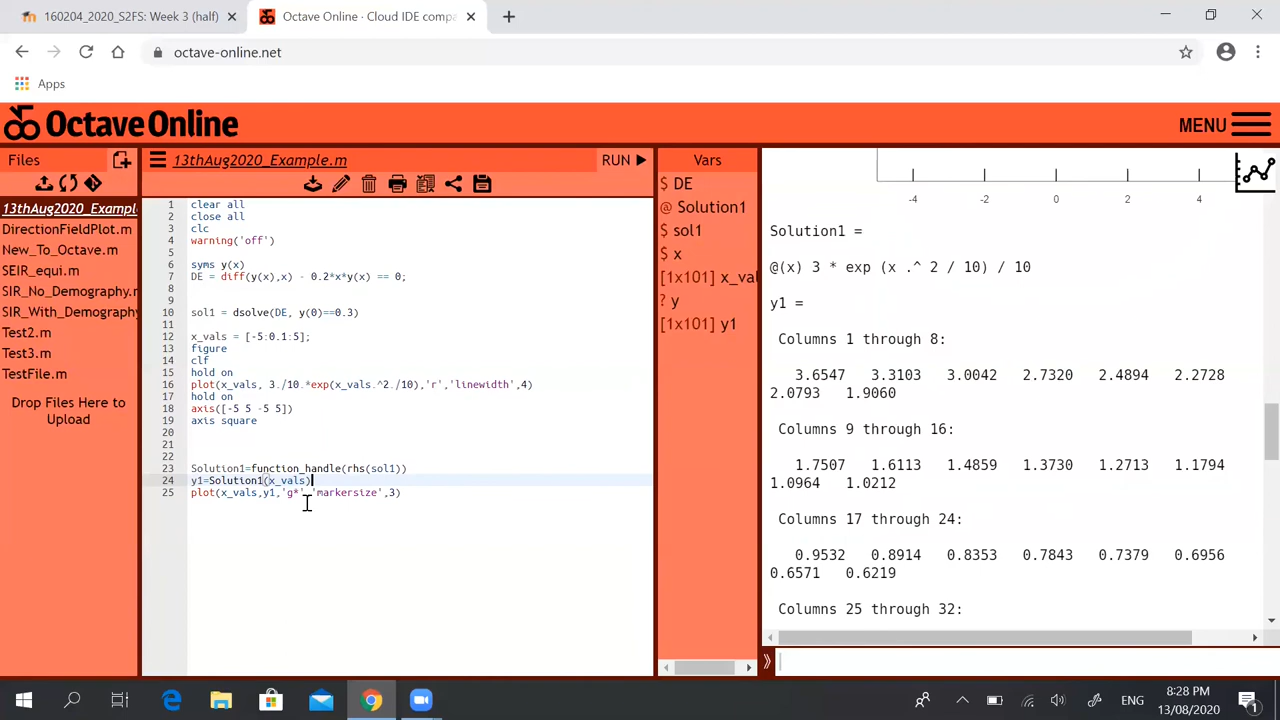 160204_2020_S2FS: Week 3 (half)
Octave Online · Cloud IDE compa
octave-online.net
Apps
Octave Online
MENU
Files
13thAug2020_Exampl
DirectionFieldPlot.m
New_To_Octave.m
SEIR_equi.m
SIR_No_Demography.m
SIR_With_Demography
Test2.m
Test3.m
TestFile.m
Drop Files Here to
Upload
13thAug2020_Example.m
RUN
1 clear all
2 close all
3 clc
4 warning('off')
5
6 syms y(x)
7 DE = diff(y(x),x) - 0.2*x*y(x) == 0;
8
9
10 sol1 = dsolve(DE, y(0)==0.3)
11
12 x_vals = [-5:0.1:5];
13 figure
14 clf
15 hold on
16 plot(x_vals, 3./10.*exp(x_vals.^2./10),'r','linewidth',4)
17 hold on
18 axis([-5 5 -5 5])
19 axis square
20
21
22
23 Solution1=function_handle(rhs(sol1))
24 y1=Solution1(x_vals)
25 plot(x_vals,y1,'g*','markersize',3)
Vars
$ DE
@ Solution1
$ sol1
$ x
[1x101] x_val
? y
[1x101] y1
-4 -2 0 2 4
Solution1 =
@(x) 3 * exp (x .^ 2 / 10) / 10
y1 =
Columns 1 through 8:
3.6547 3.3103 3.0042 2.7320 2.4894 2.2728
2.0793 1.9060
Columns 9 through 16:
1.7507 1.6113 1.4859 1.3730 1.2713 1.1794
1.0964 1.0212
Columns 17 through 24:
0.9532 0.8914 0.8353 0.7843 0.7379 0.6956
0.6571 0.6219
Columns 25 through 32:
ENG
8:28 PM
13/08/2020
1